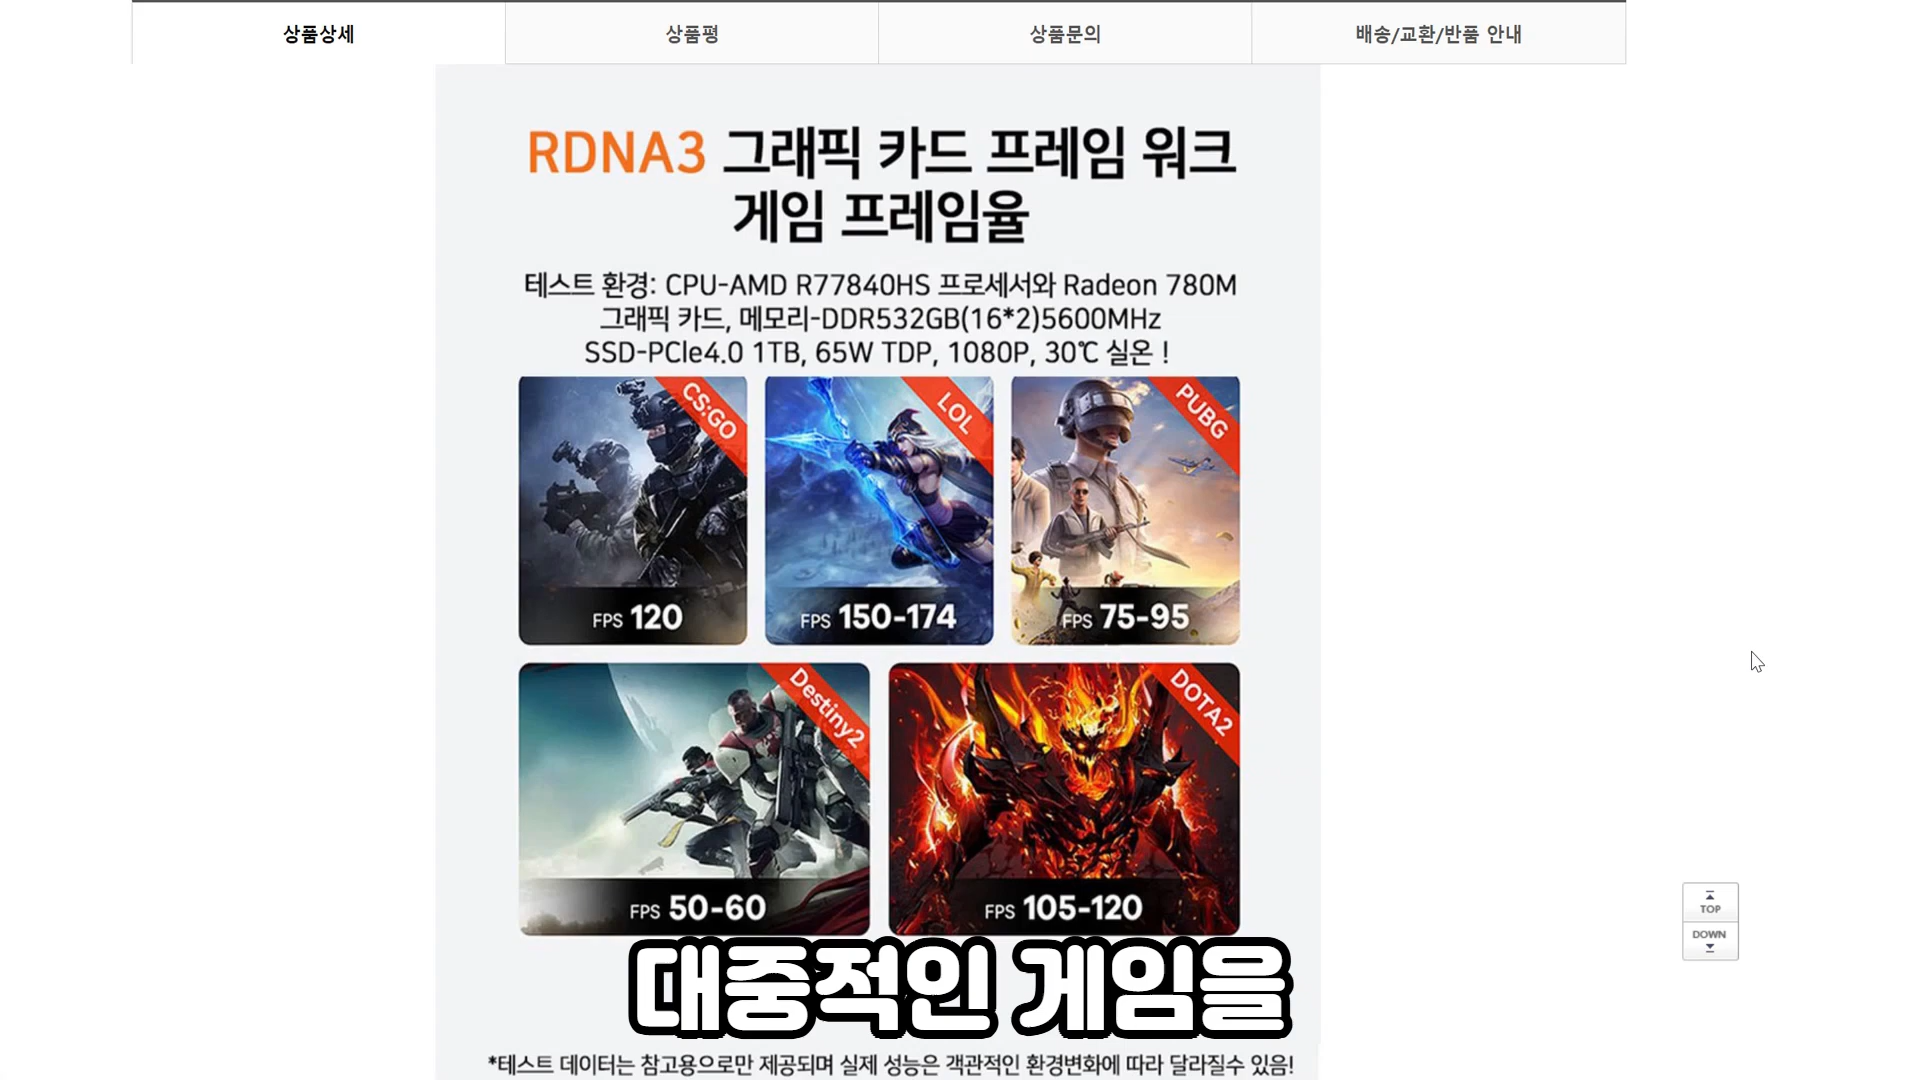 상품상세
상품평
상품문의
배송/교환/반품 안내
RDNA3 그래픽 카드 프레임 워크
게임 프레임율
테스트 환경: CPU-AMD R77840HS 프로세서와 Radeon 780M
그래픽 카드, 메모리-DDR532GB(16*2)5600MHz
SSD-PCle4.0 1TB, 65W TDP, 1080P, 30℃ 실온 !
CS:GO
FPS 120
LOL
FPS 150-174
PUBG
FPS 75-95
Destiny2
FPS 50-60
DOTA2
FPS 105-120
TOP
DOWN
대중적인 게임을
*테스트 데이터는 참고용으로만 제공되며 실제 성능은 객관적인 환경변화에 따라 달라질수 있음!